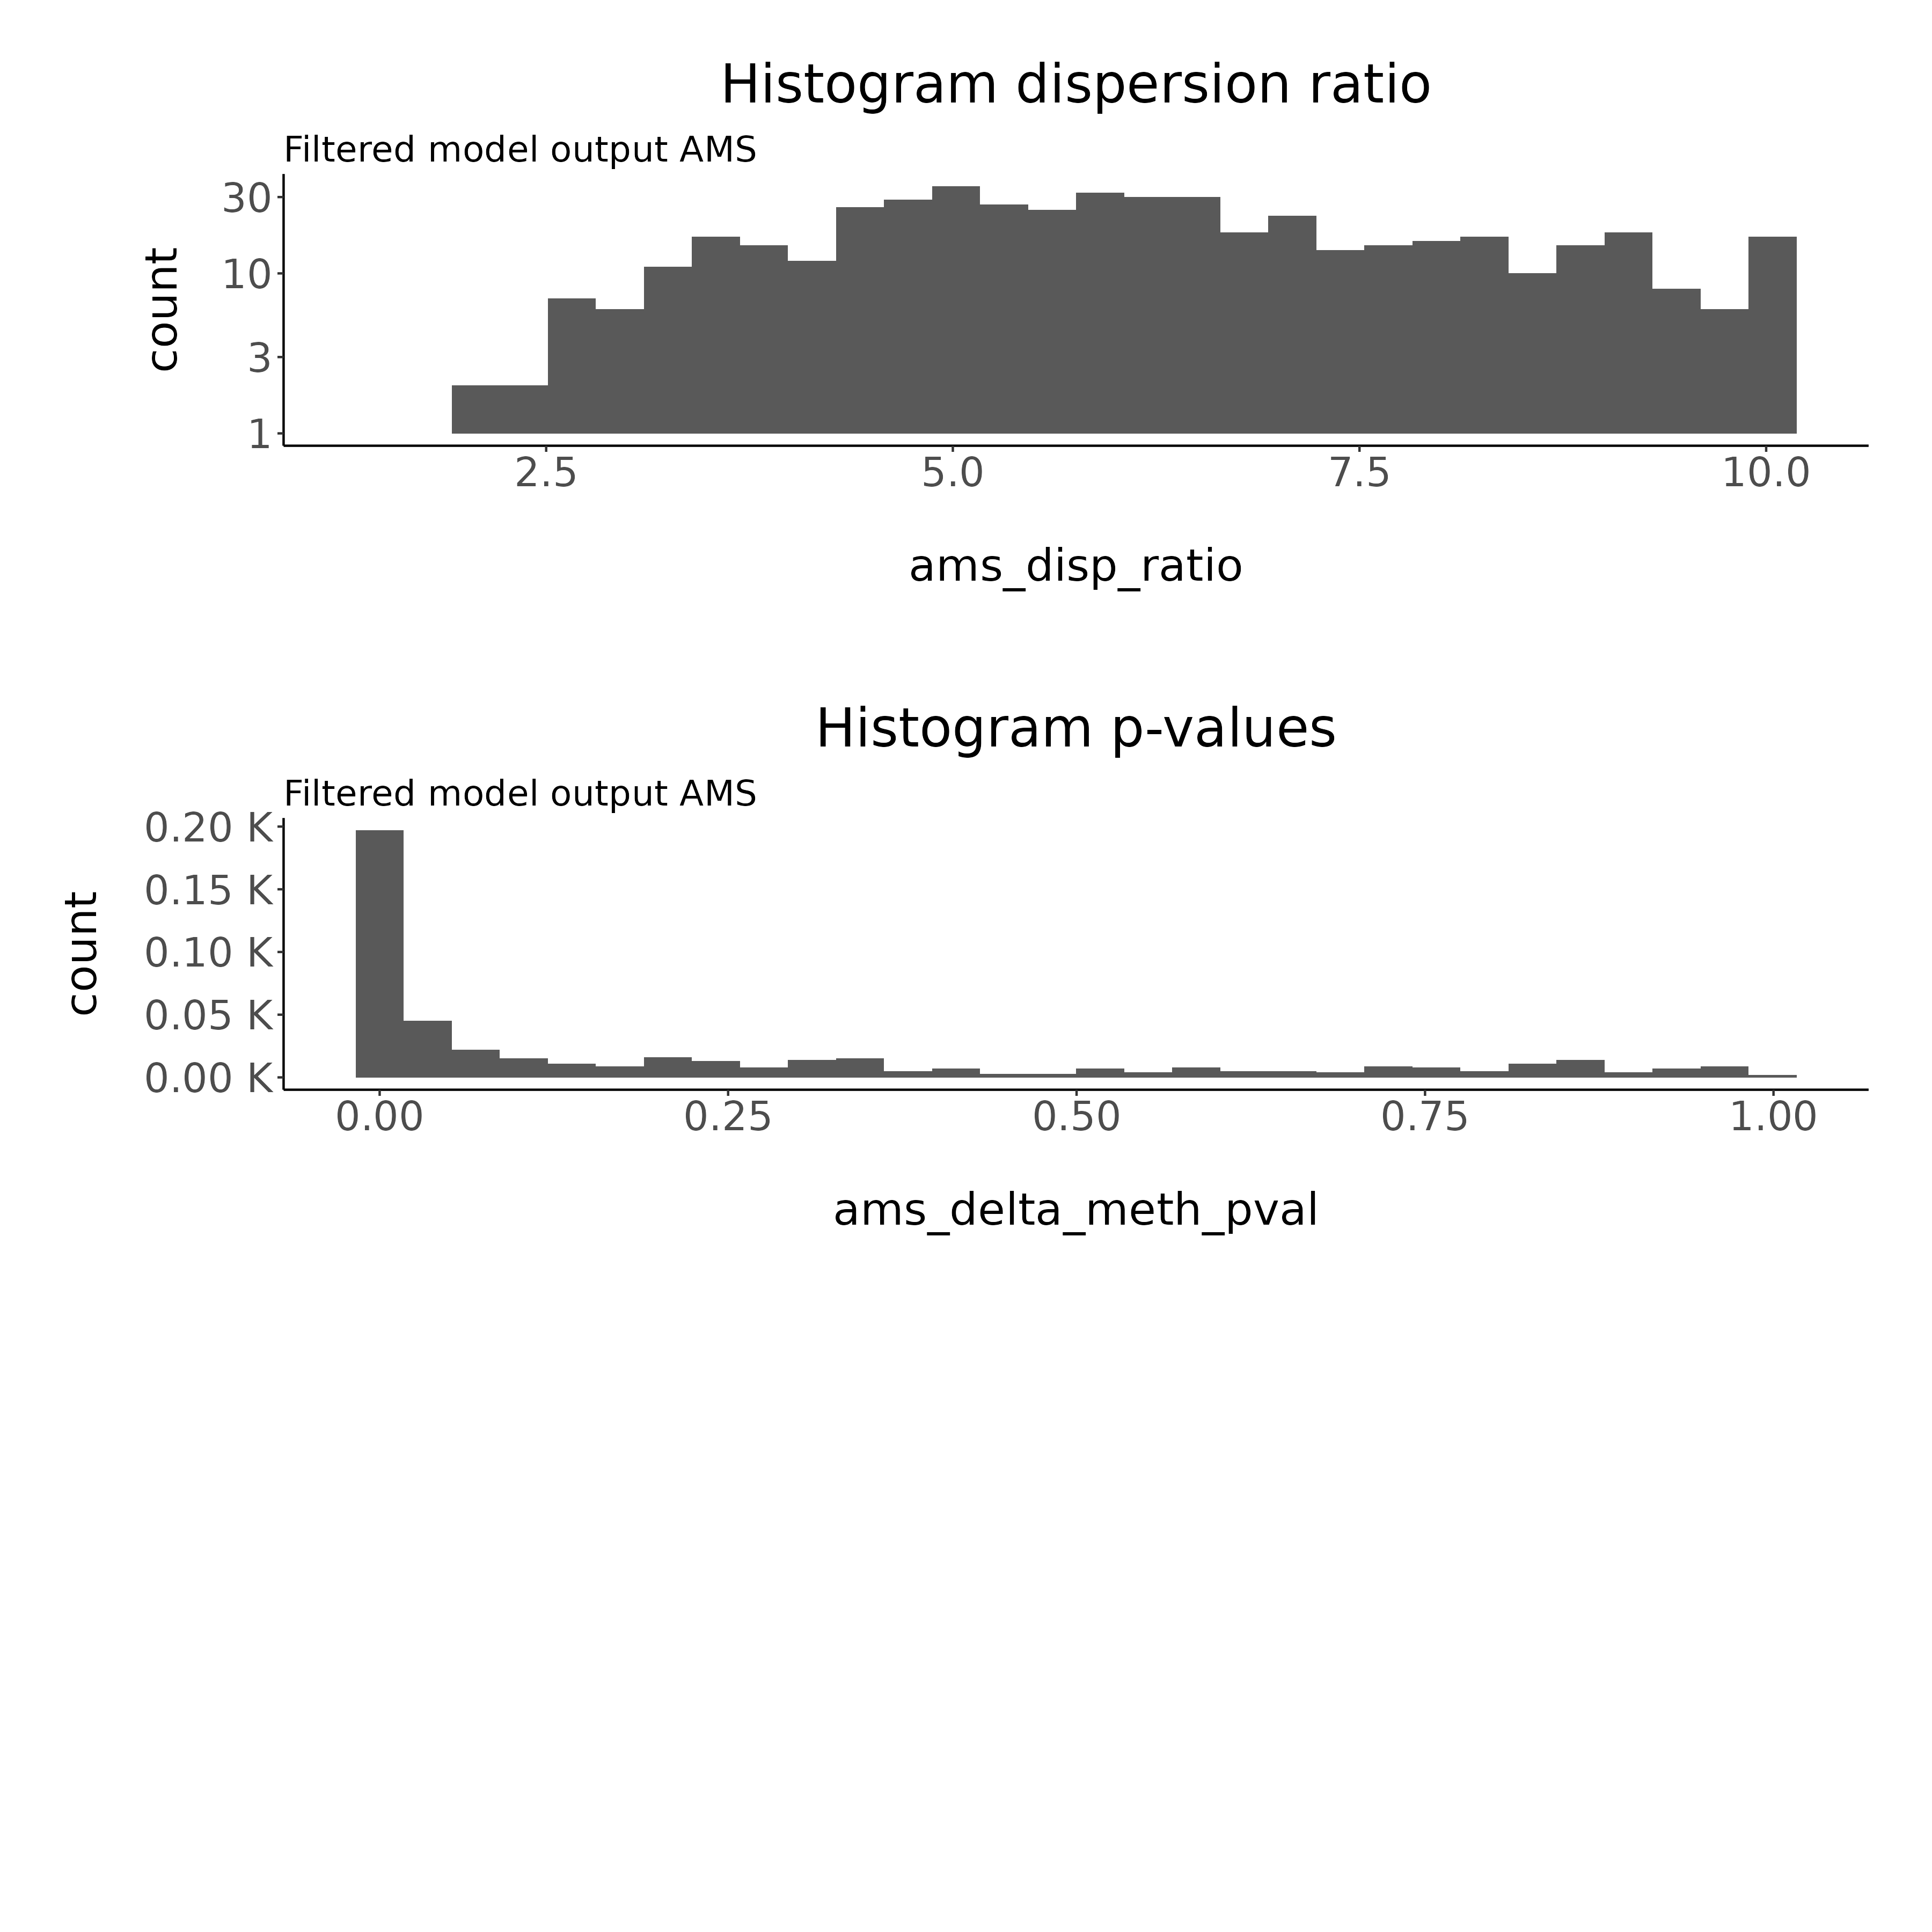 Histogram dispersion ratio
Filtered model output AMS
30
10
3
1
count
2.5 5.0 7.5 10.0
ams_disp_ratio
Histogram p-values
Filtered model output AMS
0.20 K
0.15 K
0.10 K
0.05 K
0.00 K
count
0.00 0.25 0.50 0.75 1.00
ams_delta_meth_pval